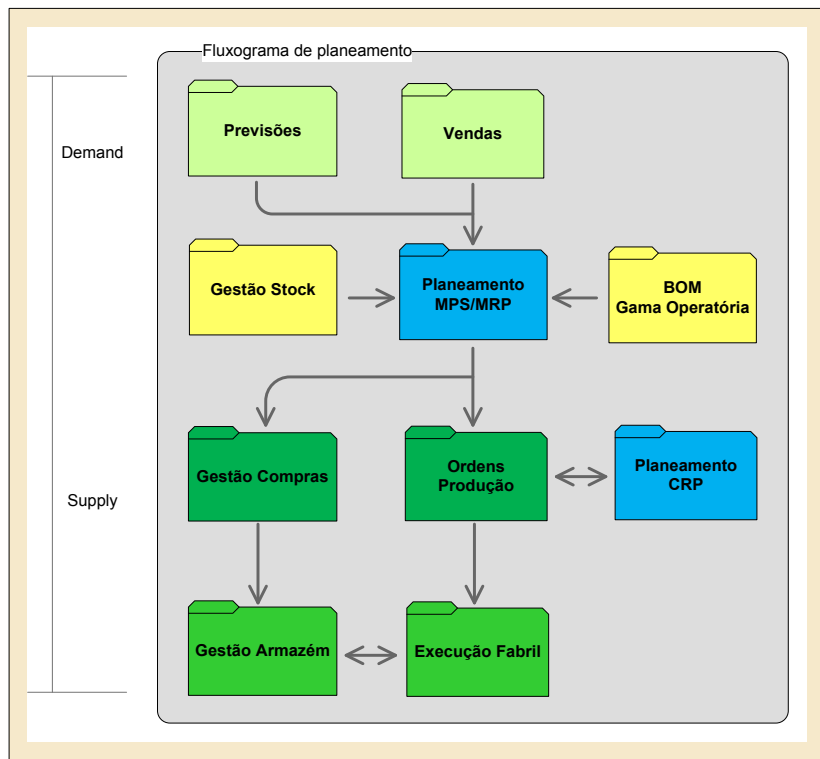 Fluxograma de planeamento
Demand
Previsões
Vendas
Gestão Stock
Planeamento
MPS/MRP
BOM
Gama Operatória
Supply
Gestão Compras
Ordens
Produção
Planeamento
CRP
Gestão Armazém
Execução Fabril